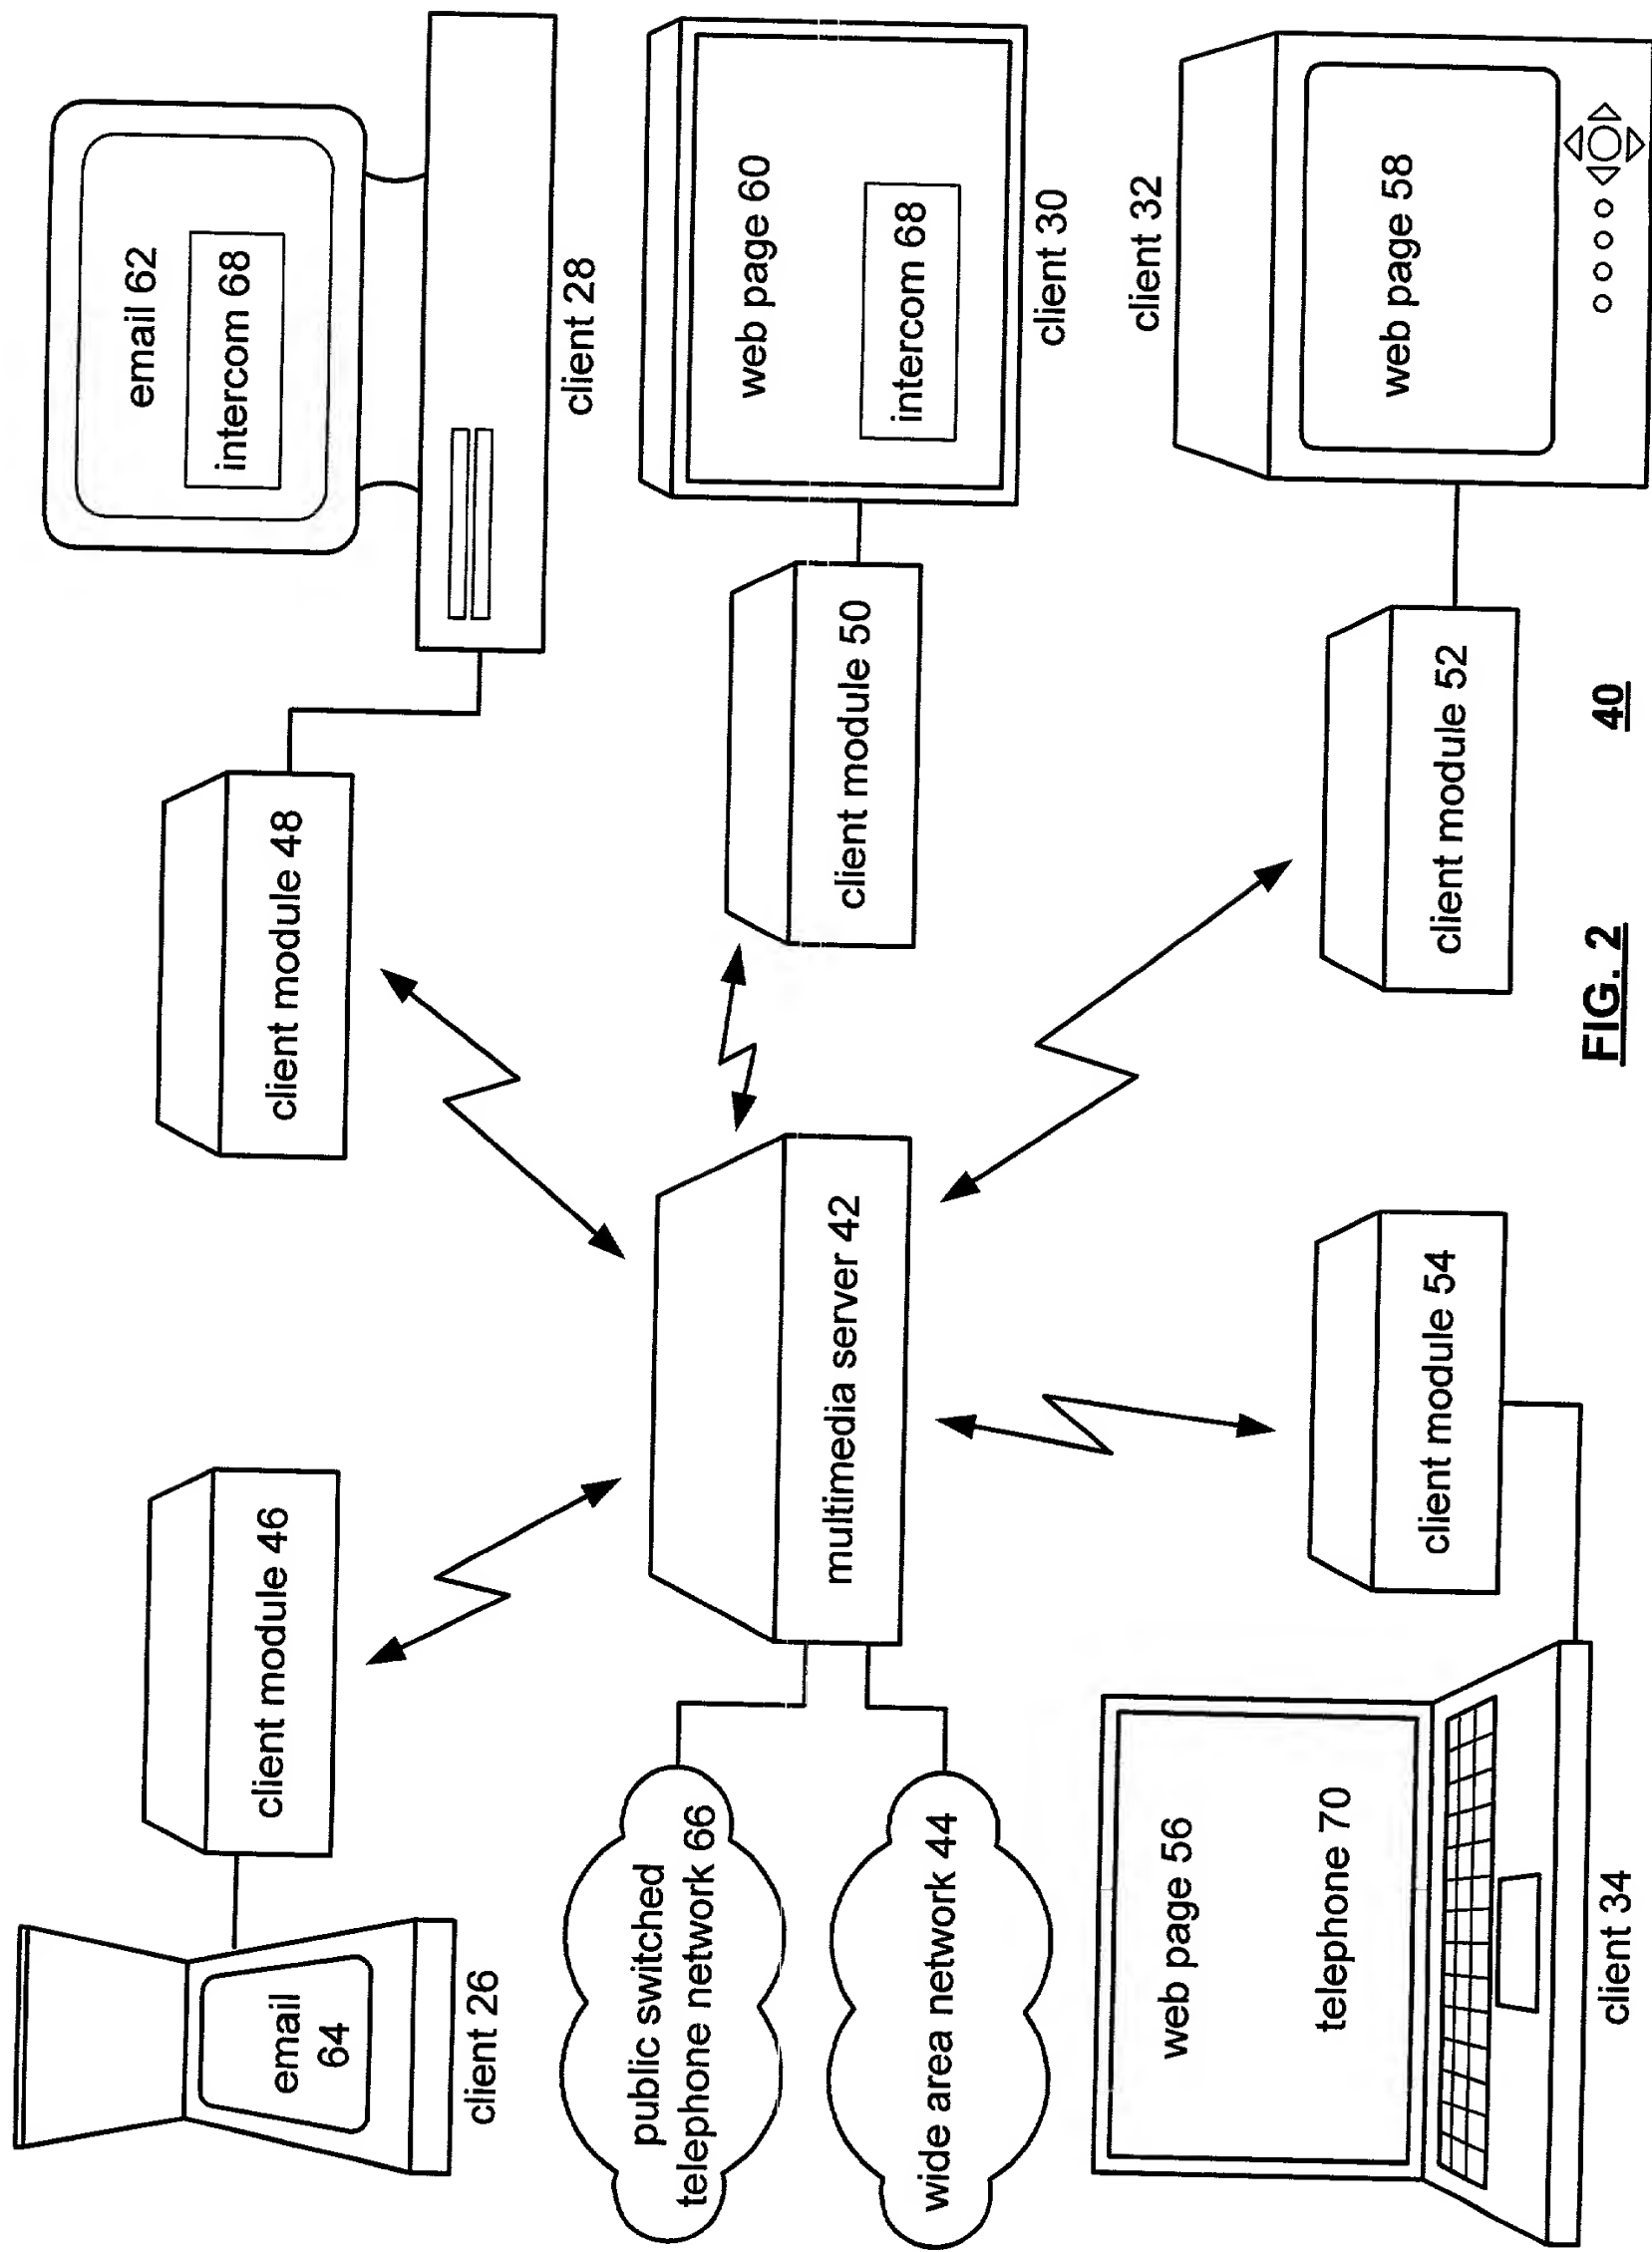 email
64
client 26
client module 46
client module 48
email 62
intercom 68
client 28
public switched
telephone network 66
wide area network 44
multimedia server 42
client module 50
web page 60
intercom 68
client 30
web page 56
telephone 70
client 34
client module 54
client module 52
client 32
web page 58
FIG. 2
40